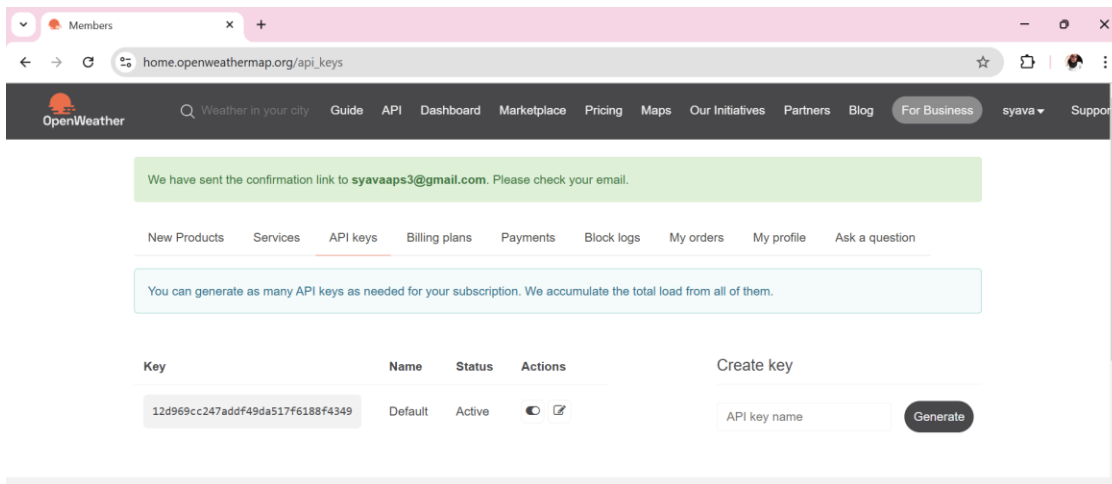 Members
home.openweathermap.org/api_keys
OpenWeather
Weather in your city Guide API Dashboard Marketplace Pricing Maps Our Initiatives Partners Blog For Business syava Suppor
We have sent the confirmation link to syavaaps3@gmail.com. Please check your email.
New Products Services API keys Billing plans Payments Block logs My orders My profile Ask a question
You can generate as many API keys as needed for your subscription. We accumulate the total load from all of them.
Key Name Status Actions
12d969cc247addf49da517f6188f4349 Default Active
Create key
API key name Generate